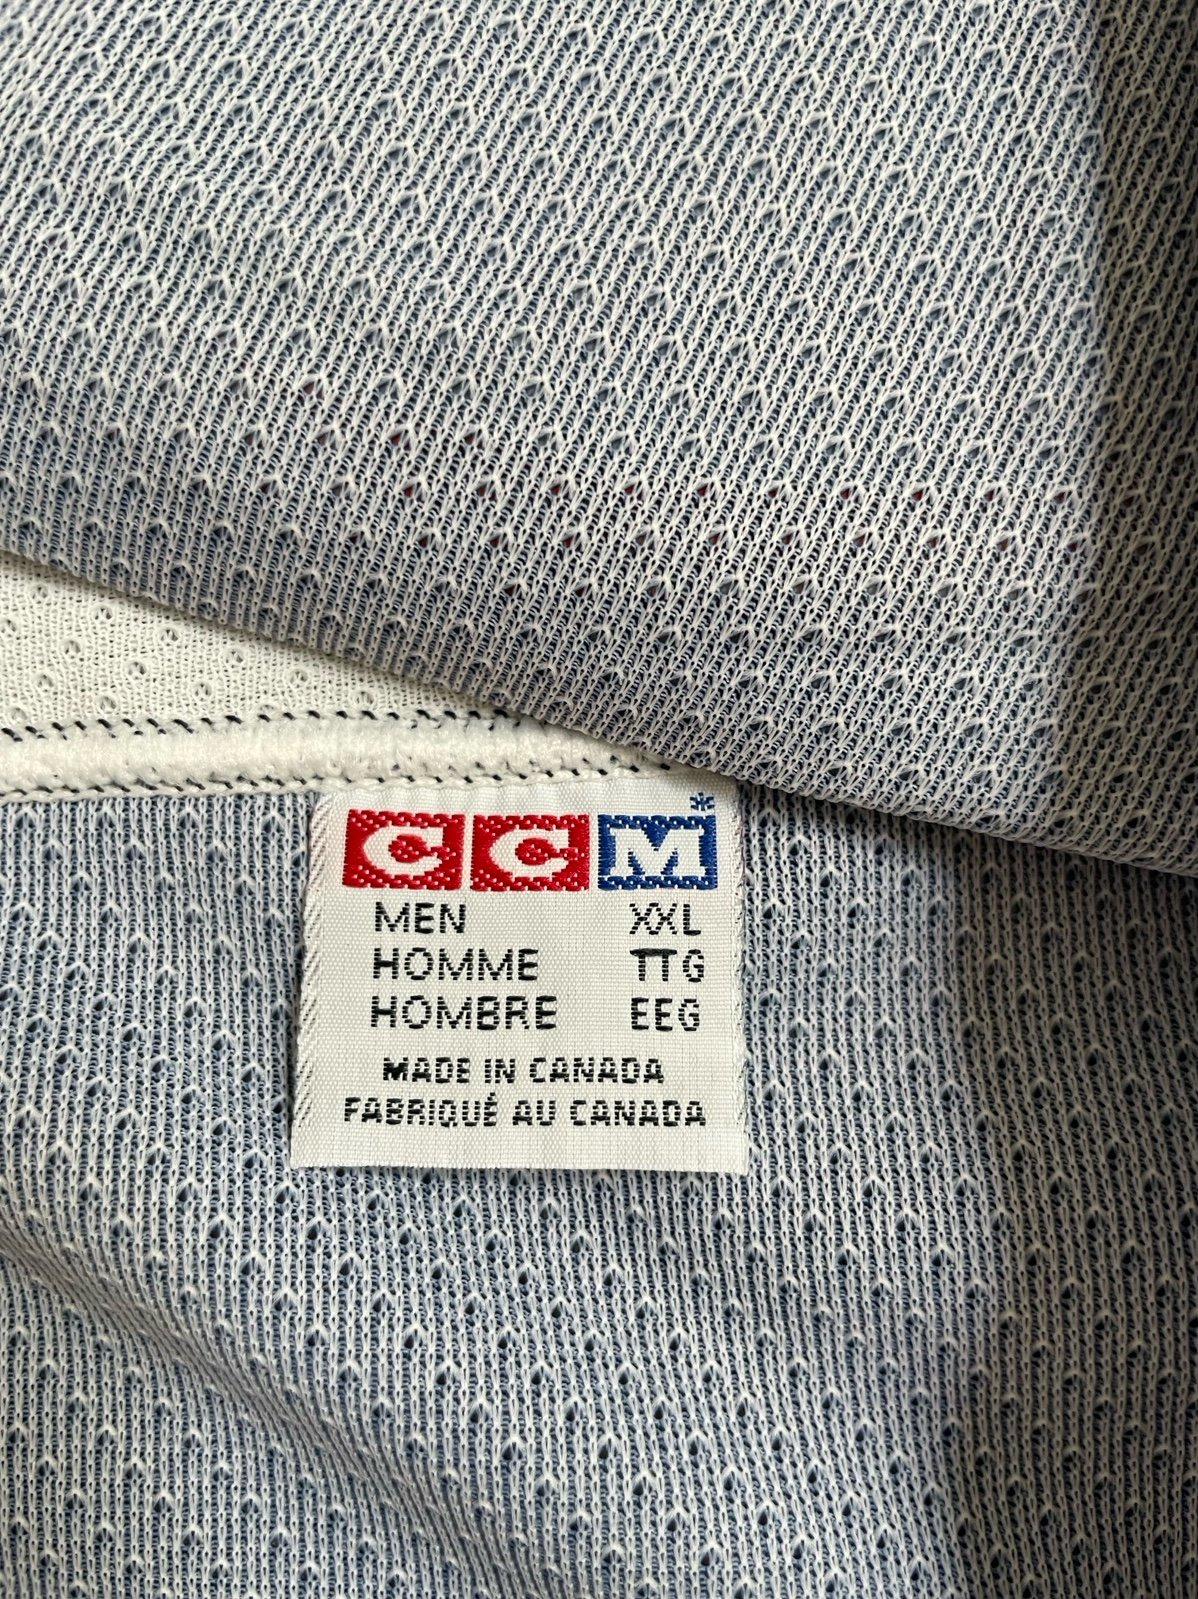 CCM*
MEN XXL
HOMME TTG
HOMBRE EEG
MADE IN CANADA
FABRIQUÉ AU CANADA